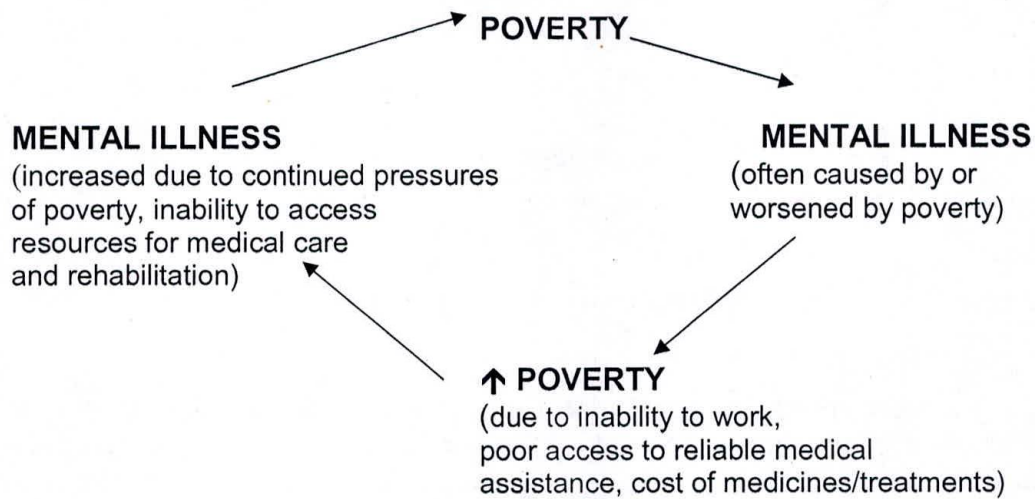 POVERTY
MENTAL ILLNESS
(often caused by or
worsened by poverty)
↑ POVERTY
(due to inability to work,
poor access to reliable medical
assistance, cost of medicines/treatments)
MENTAL ILLNESS
(increased due to continued pressures
of poverty, inability to access
resources for medical care
and rehabilitation)